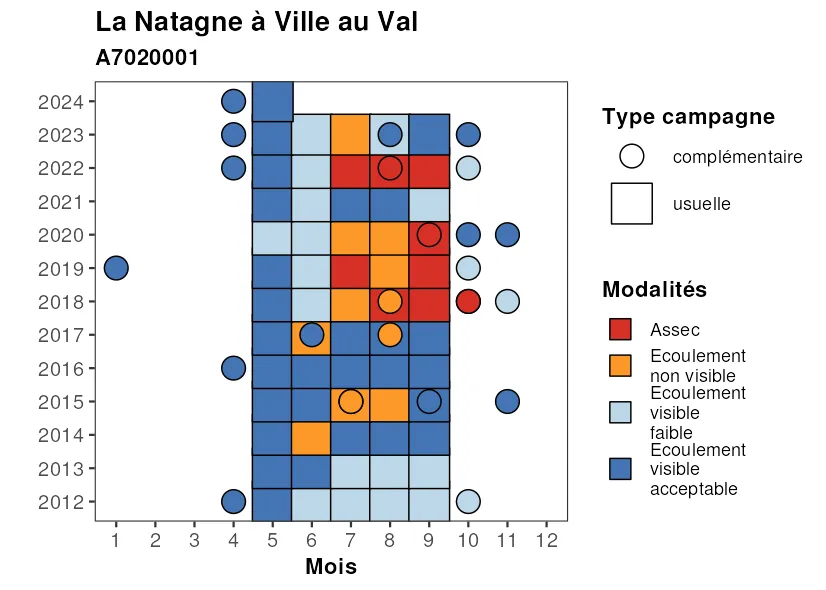 La Natagne à Ville au Val
A7020001
2024
2023
2022
2021
2020
2019
2018
2017
2016
2015
2014
2013
2012
1 2 3 4 5 6 7 8 9 10 11 12
Mois
Type campagne
complémentaire
usuelle
Modalités
Assec
Ecoulement
non visible
Ecoulement
visible
faible
Ecoulement
visible
acceptable